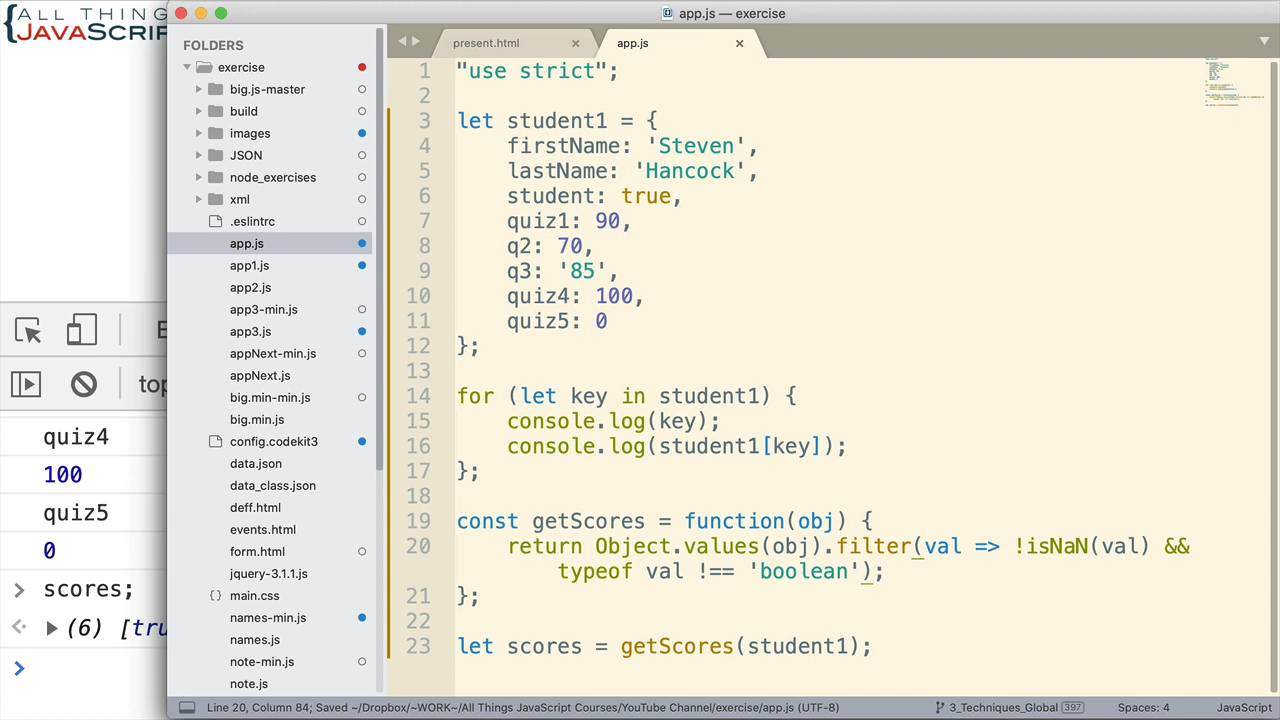 ALL THING
JAVASCRIP
quiz4
100
quiz5
0
scores;
(6) [tru
top
app.js — exercise
FOLDERS
exercise
big.js-master
build
images
JSON
node_exercises
xml
.eslintrc
app.js
app1.js
app2.js
app3-min.js
app3.js
appNext-min.js
appNext.js
big.min-min.js
big.min.js
config.codekit3
data.json
data_class.json
deff.html
events.html
form.html
jquery-3.1.1.js
main.css
names-min.js
names.js
note-min.js
note.js
present.html
app.js
1 "use strict";
2
3 let student1 = {
4 firstName: 'Steven',
5 lastName: 'Hancock',
6 student: true,
7 quiz1: 90,
8 q2: 70,
9 q3: '85',
10 quiz4: 100,
11 quiz5: 0
12 };
13
14 for (let key in student1) {
15 console.log(key);
16 console.log(student1[key]);
17 };
18
19 const getScores = function(obj) {
20 return Object.values(obj).filter(val => !isNaN(val) &&
typeof val !== 'boolean');
21 };
22
23 let scores = getScores(student1);
Line 20, Column 84; Saved ~/Dropbox/~WORK~/All Things JavaScript Courses/YouTube Channel/exercise/app.js (UTF-8)
3_Techniques_Global 397
Spaces: 4
JavaScript